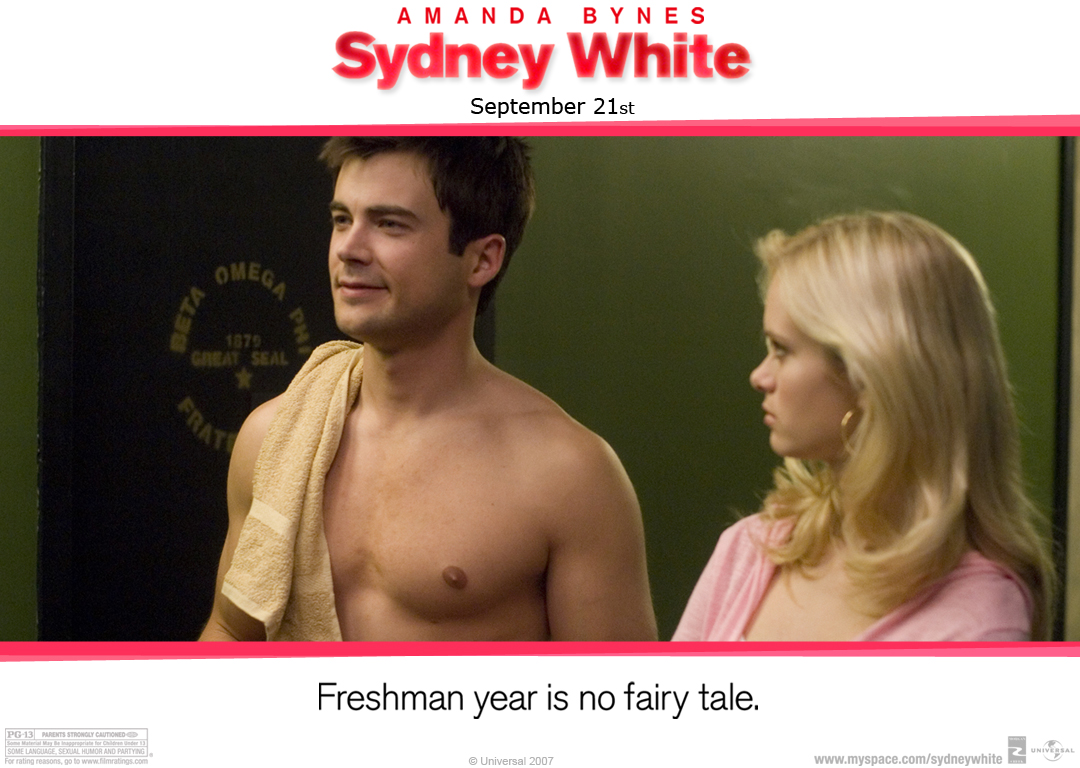 AMANDA BYNES
Sydney White
September 21st
BETA OMEGA PHI
1879
GREAT SEAL
FRATE
Freshman year is no fairy tale.
PG-13 PARENTS STRONGLY CAUTIONED
Some Material May Be Inappropriate for Children Under 13
SOME LANGUAGE, SEXUAL HUMOR AND PARTYING
For rating reasons, go to www.filmratings.com
© Universal 2007
www.myspace.com/sydneywhite
UNIVERSAL